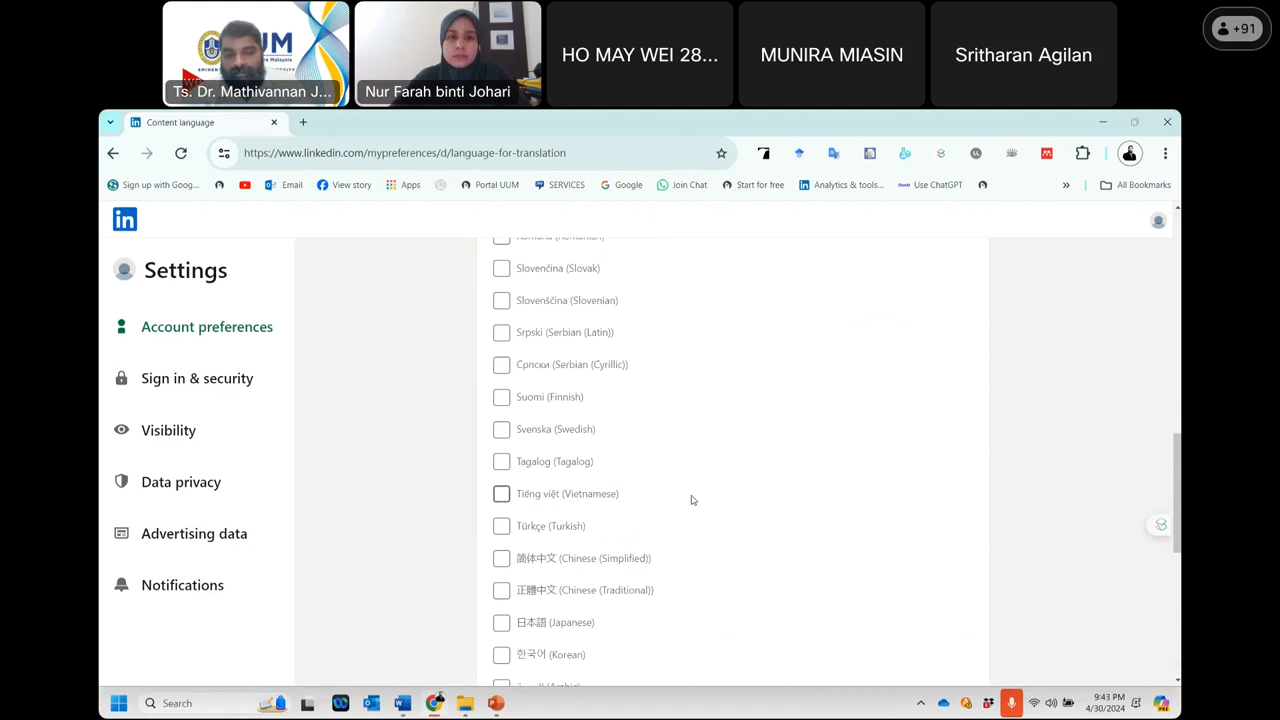 Ts. Dr. Mathivannan J...
Nur Farah binti Johari
HO MAY WEI 28...
MUNIRA MIASIN
Sritharan Agilan
+91
Content language
https://www.linkedin.com/mypreferences/d/language-for-translation
Sign up with Goog...
Email
View story
Apps
Portal UUM
SERVICES
Google
Join Chat
Start for free
Analytics & tools...
Use ChatGPT
All Bookmarks
in
Settings
Account preferences
Sign in & security
Visibility
Data privacy
Advertising data
Notifications
Română (Romanian)
Slovenčina (Slovak)
Slovenščina (Slovenian)
Srpski (Serbian (Latin))
Српски (Serbian (Cyrillic))
Suomi (Finnish)
Svenska (Swedish)
Tagalog (Tagalog)
Tiếng việt (Vietnamese)
Türkçe (Turkish)
简体中文 (Chinese (Simplified))
正體中文 (Chinese (Traditional))
日本語 (Japanese)
한국어 (Korean)
Search
9:43 PM
4/30/2024